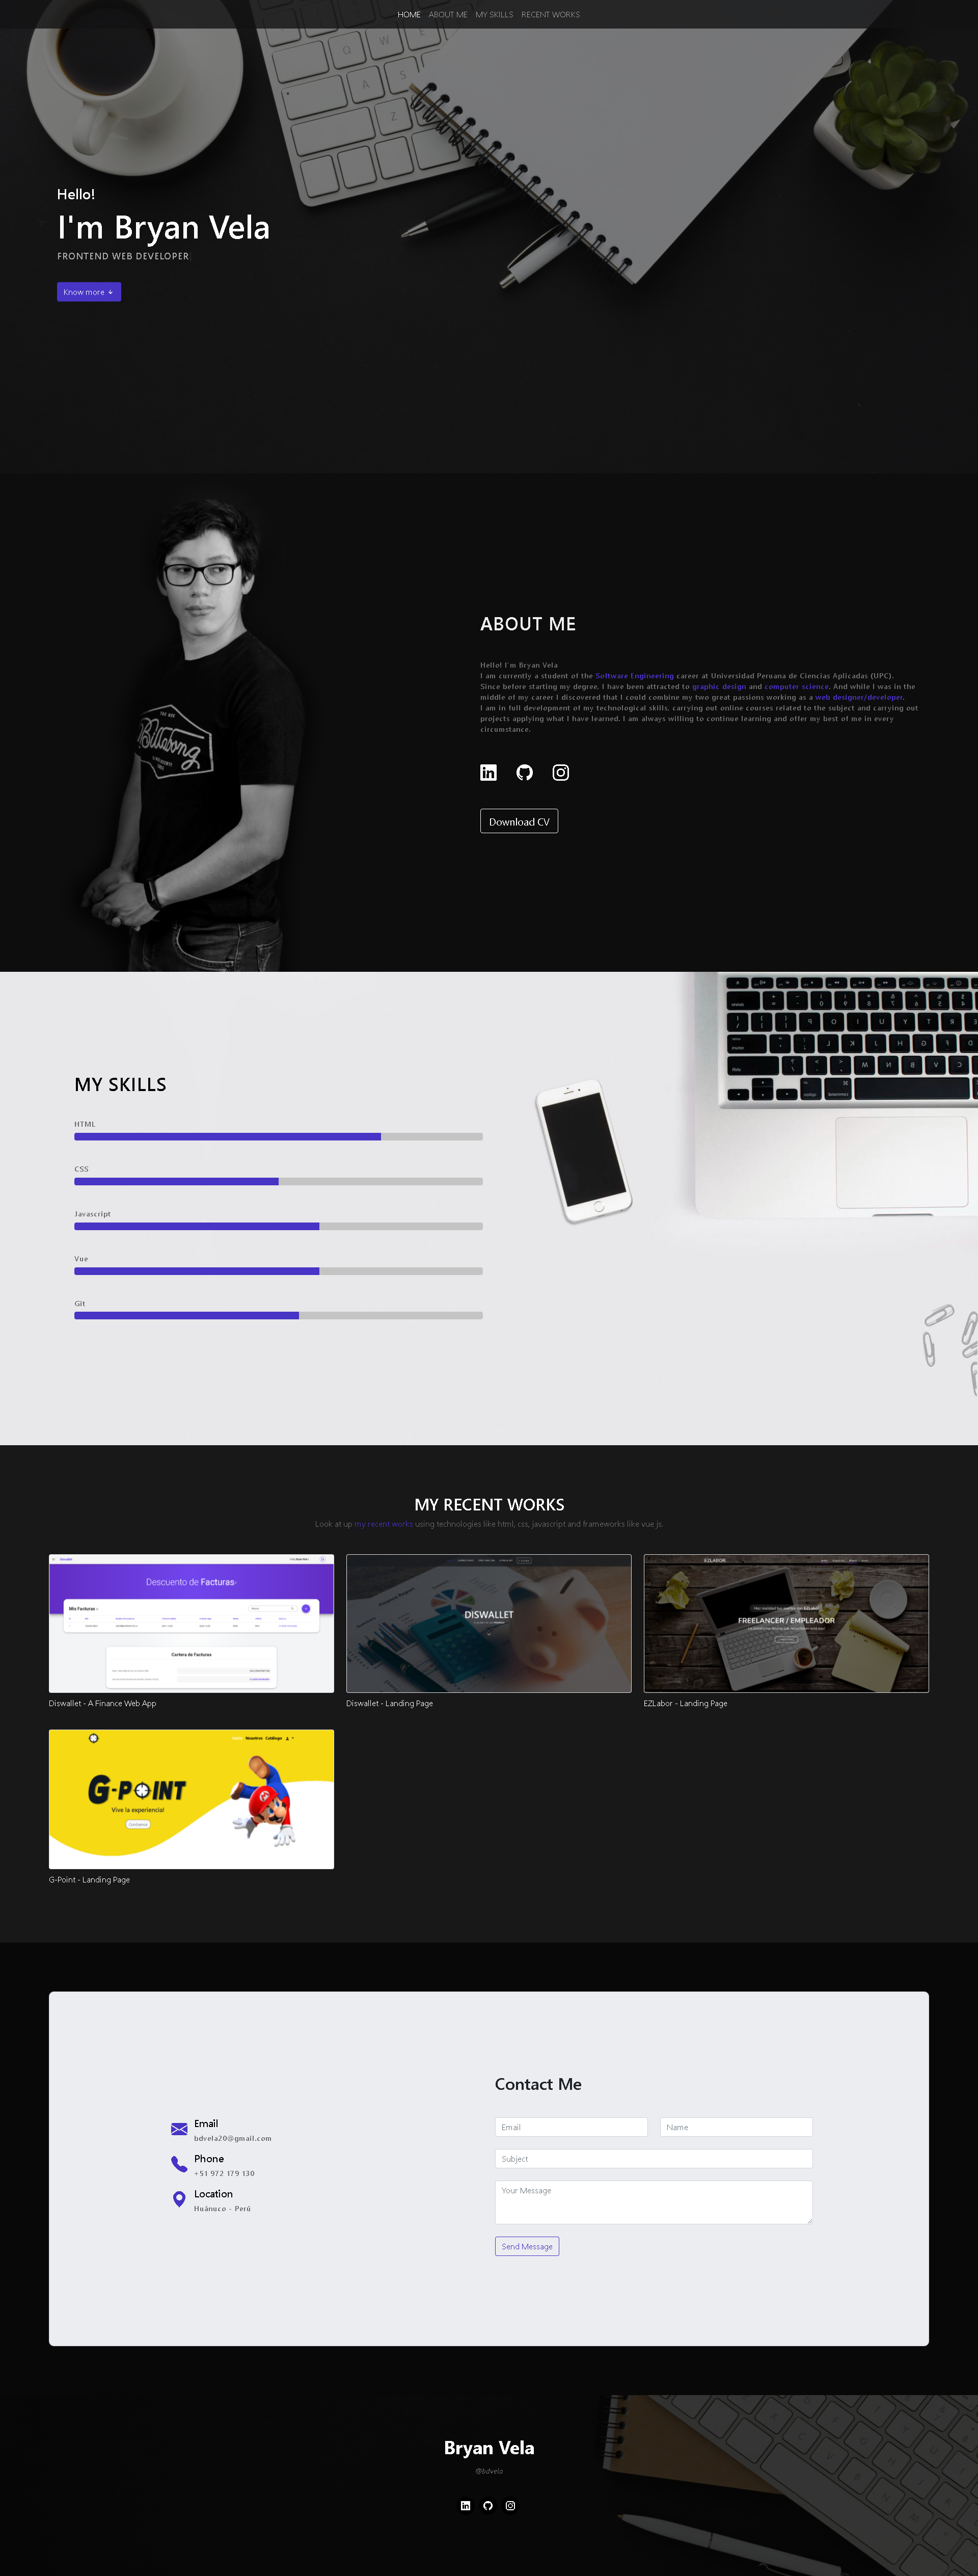 HOME ABOUT ME MY SKILLS RECENT WORKS
Hello!
I'm Bryan Vela
FRONTEND WEB DEVELOPER
Know more
ABOUT ME
Hello! I'm Bryan Vela
I am currently a student of the Software Engineering career at Universidad Peruana de Ciencias Aplicadas (UPC).
Since before starting my degree, I have been attracted to graphic design and computer science. And while I was in the
middle of my career I discovered that I could combine my two great passions working as a web designer/developer.
I am in full development of my technological skills, carrying out online courses related to the subject and carrying out
projects applying what I have learned. I am always willing to continue learning and offer my best of me in every
circumstance.
Billabong
Download CV
MY SKILLS
HTML
CSS
Javascript
Vue
Git
MY RECENT WORKS
Look at up my recent works using technologies like html, css, javascript and frameworks like vue js.
Descuento de Facturas
Mis Facturas
Cartera de Facturas
DISWALLET
EZLABOR
FREELANCER / EMPLEADOR
Diswallet - A Finance Web App
Diswallet - Landing Page
EZLabor - Landing Page
Nosotros Catálogo
G-POINT
Vive la experiencia!
G-Point - Landing Page
Contact Me
Email
bdvela20@gmail.com
Phone
+51 972 179 130
Location
Huánuco - Perú
Email Name
Subject
Your Message
Send Message
Bryan Vela
@bdvela